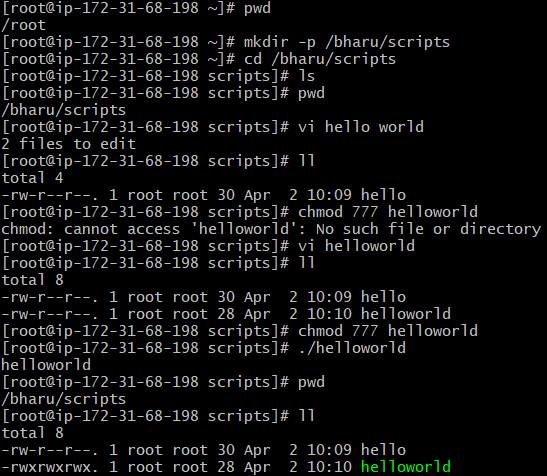 [root@ip-172-31-68-198 ~]# pwd
/root
[root@ip-172-31-68-198 ~]# mkdir -p /bharu/scripts
[root@ip-172-31-68-198 ~]# cd /bharu/scripts
[root@ip-172-31-68-198 scripts]# ls
[root@ip-172-31-68-198 scripts]# pwd
/bharu/scripts
[root@ip-172-31-68-198 scripts]# vi hello world
2 files to edit
[root@ip-172-31-68-198 scripts]# ll
total 4
-rw-r--r--. 1 root root 30 Apr  2 10:09 hello
[root@ip-172-31-68-198 scripts]# chmod 777 helloworld
chmod: cannot access 'helloworld': No such file or directory
[root@ip-172-31-68-198 scripts]# vi helloworld
[root@ip-172-31-68-198 scripts]# ll
total 8
-rw-r--r--. 1 root root 30 Apr  2 10:09 hello
-rw-r--r--. 1 root root 28 Apr  2 10:10 helloworld
[root@ip-172-31-68-198 scripts]# chmod 777 helloworld
[root@ip-172-31-68-198 scripts]# ./helloworld
helloworld
[root@ip-172-31-68-198 scripts]# pwd
/bharu/scripts
[root@ip-172-31-68-198 scripts]# ll
total 8
-rw-r--r--. 1 root root 30 Apr  2 10:09 hello
-rwxrwxrwx. 1 root root 28 Apr  2 10:10 helloworld